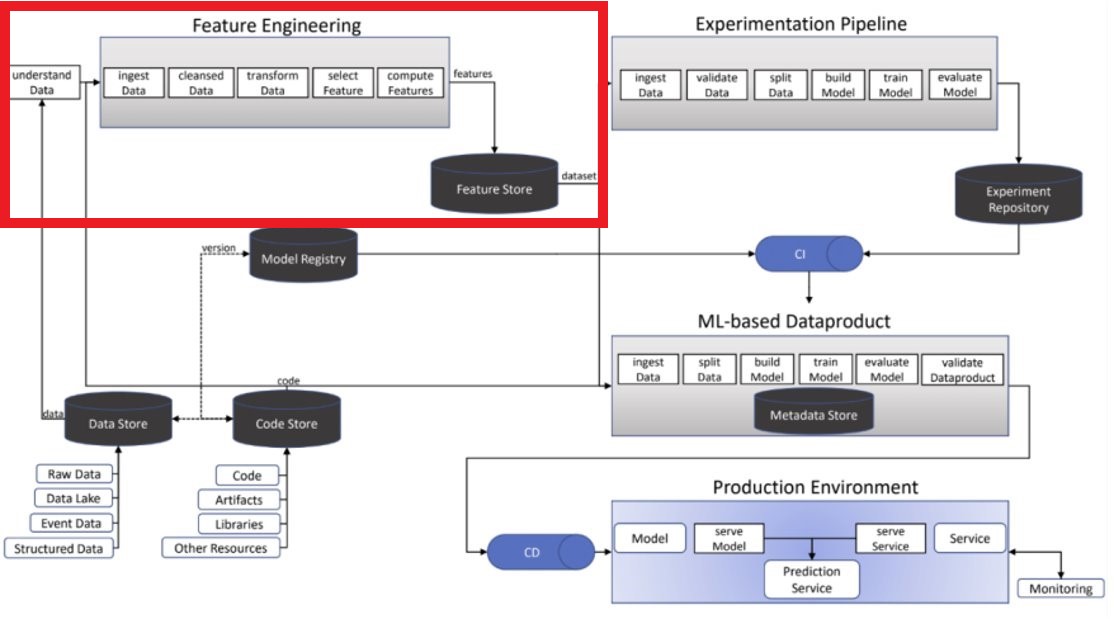 Feature Engineering
understand
Data
ingest
Data
cleansed
Data
transform
Data
select
Feature
compute
Features
features
Feature Store
dataset
Experimentation Pipeline
ingest
Data
validate
Data
split
Data
build
Model
train
Model
evaluate
Model
Experiment
Repository
version
Model Registry
CI
ML-based Dataproduct
ingest
Data
split
Data
build
Model
train
Model
evaluate
Model
validate
Dataproduct
Metadata Store
code
data
Data Store
Code Store
Raw Data
Data Lake
Event Data
Structured Data
Code
Artifacts
Libraries
Other Resources
Production Environment
CD
Model
serve
Model
serve
Service
Service
Prediction
Service
Monitoring